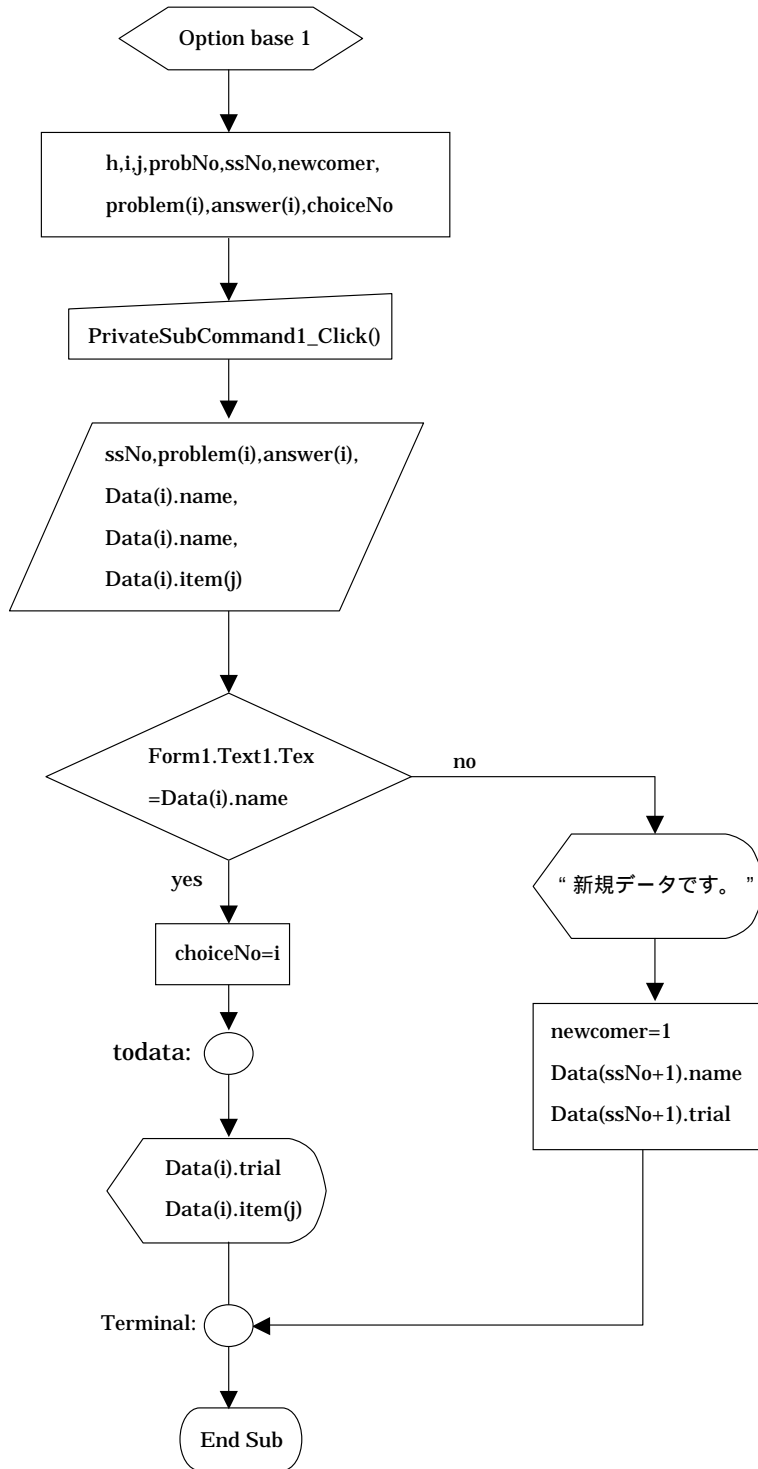 Option base 1
h,i,j,probNo,ssNo,newcomer,
problem(i),answer(i),choiceNo
PrivateSubCommand1_Click()
ssNo,problem(i),answer(i),
Data(i).name,
Data(i).name,
Data(i).item(j)
Form1.Text1.Tex
=Data(i).name
no
yes
“新規データです。”
choiceNo=i
newcomer=1
Data(ssNo+1).name
Data(ssNo+1).trial
todata:
Data(i).trial
Data(i).item(j)
Terminal:
End Sub